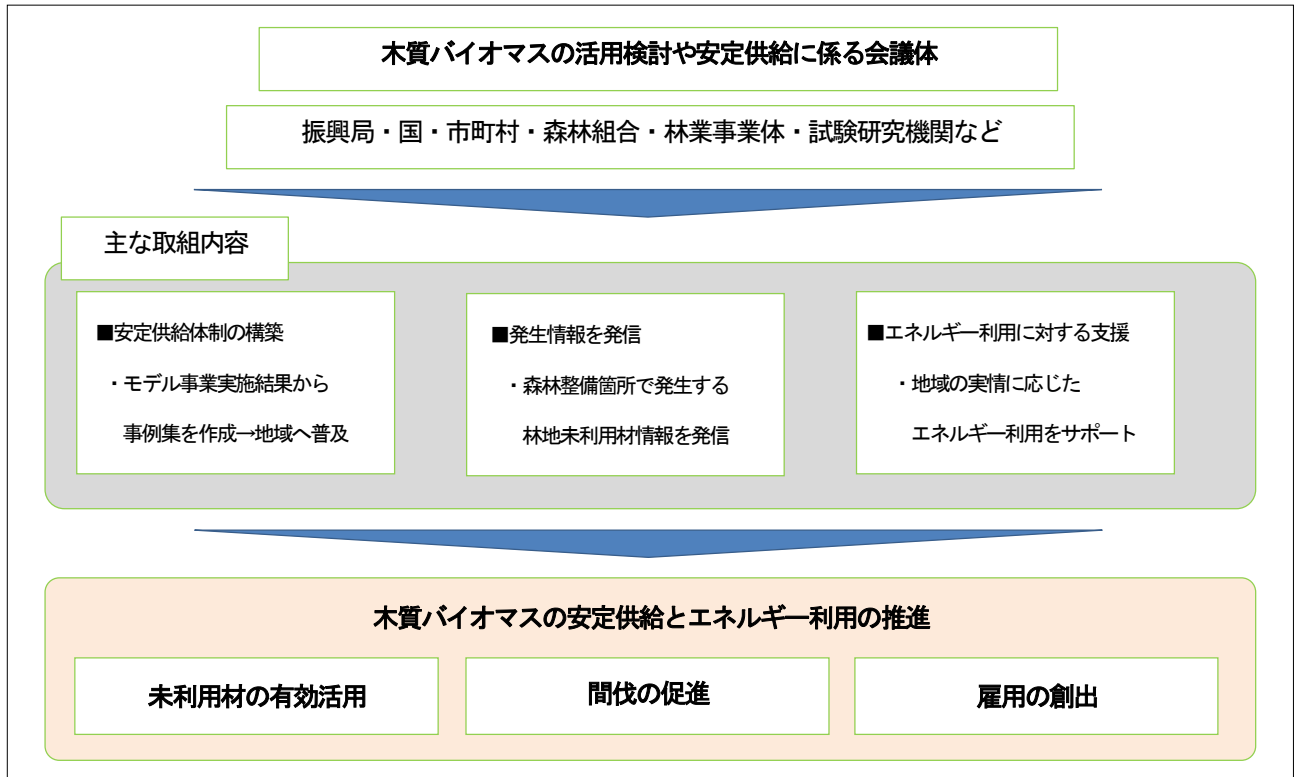 木質バイオマスの活用検討や安定供給に係る会議体
振興局・国・市町村・森林組合・林業事業体・試験研究機関など
主な取組内容
■安定供給体制の構築
・モデル事業実施結果から
事例集を作成→地域へ普及
■発生情報を発信
・森林整備箇所で発生する
林地未利用材情報を発信
■エネルギー利用に対する支援
・地域の実情に応じた
エネルギー利用をサポート
木質バイオマスの安定供給とエネルギー利用の推進
未利用材の有効活用
間伐の促進
雇用の創出